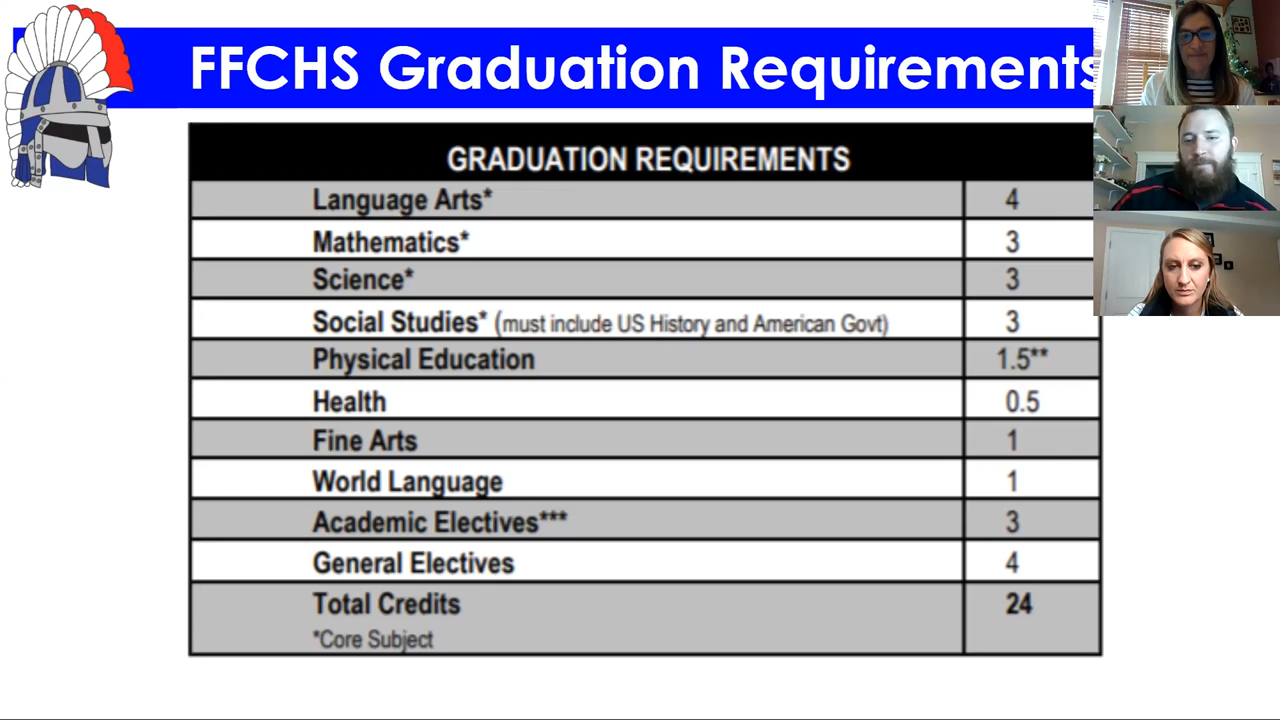 FFCHS Graduation Requirements
GRADUATION REQUIREMENTS
Language Arts* 4
Mathematics* 3
Science* 3
Social Studies* (must include US History and American Govt) 3
Physical Education 1.5**
Health 0.5
Fine Arts 1
World Language 1
Academic Electives*** 3
General Electives 4
Total Credits 24
*Core Subject